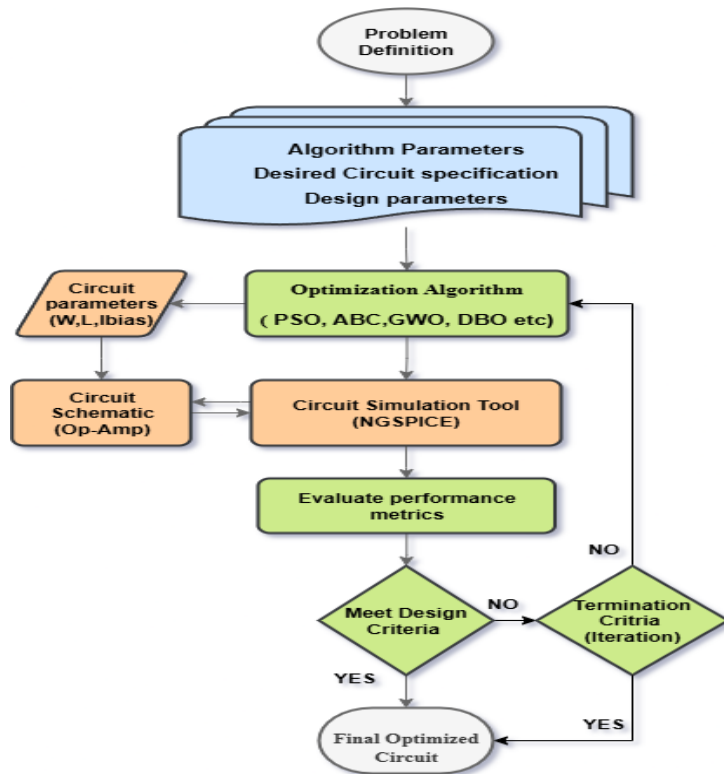 Problem
Definition
Algorithm Parameters
Desired Circuit specification
Design parameters
Circuit
parameters
(W,L,Ibias)
Optimization Algorithm
( PSO, ABC,GWO, DBO etc)
Circuit
Schematic
(Op-Amp)
Circuit Simulation Tool
(NGSPICE)
Evaluate performance
metrics
NO
Meet Design
Criteria
NO
Termination
Critria
(Iteration)
YES
YES
Final Optimized
Circuit